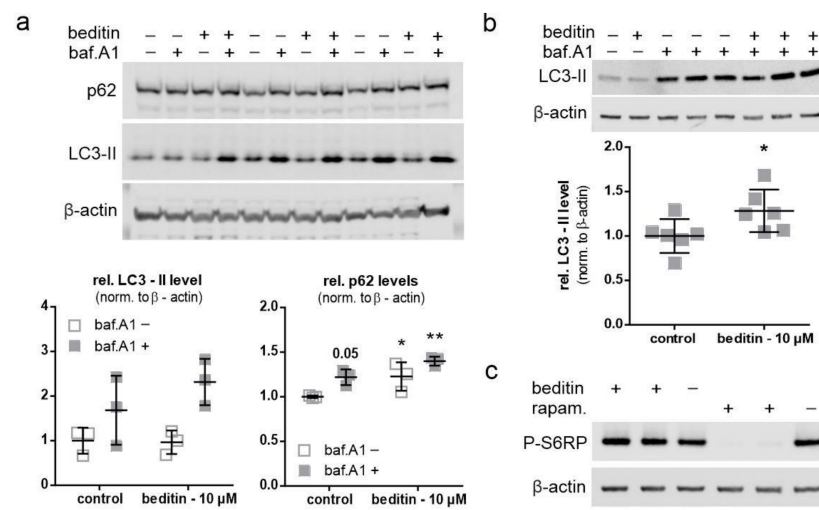 a
beditin − − + + − − + + − − + +
baf.A1 − + − + − + − + − + − +
p62
LC3-II
β-actin
rel. LC3 - II level
(norm. to β - actin)
4
3
2
1
0
baf.A1 −
baf.A1 +
control
beditin - 10 µM
rel. p62 levels
(norm. to β - actin)
2.0
1.5
1.0
0.5
0.0
0.05
*
**
baf.A1 −
baf.A1 +
control
beditin - 10 µM
b
beditin − + − − − + + +
baf.A1 − − + + + + + +
LC3-II
β-actin
rel. LC3 - II level
(norm. to β-actin)
2.0
1.5
1.0
0.5
0.0
*
control
beditin - 10 µM
c
beditin + + −
rapam. + + −
P-S6RP
β-actin